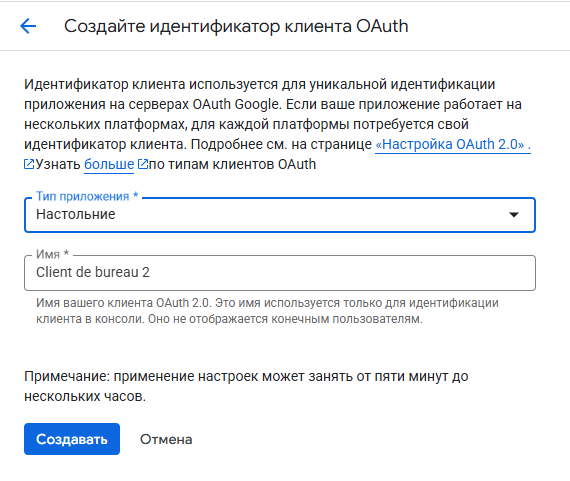 Создайте идентификатор клиента OAuth
Идентификатор клиента используется для уникальной идентификации
приложения на серверах OAuth Google. Если ваше приложение работает на
нескольких платформах, для каждой платформы потребуется свой
идентификатор клиента. Подробнее см. на странице «Настройка OAuth 2.0» .
Узнать больше по типам клиентов OAuth
Тип приложения *
Настольние
Имя *
Client de bureau 2
Имя вашего клиента OAuth 2.0. Это имя используется только для идентификации
клиента в консоли. Оно не отображается конечным пользователям.
Примечание: применение настроек может занять от пяти минут до
нескольких часов.
Создавать Отмена